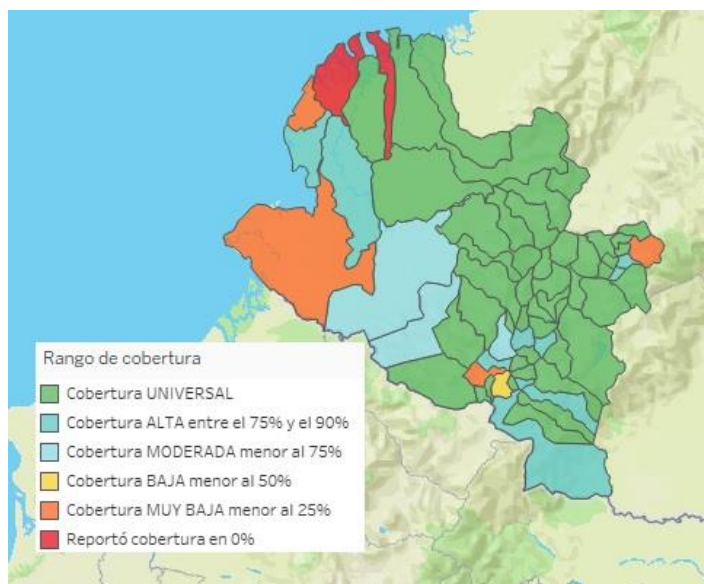 Rango de cobertura
Cobertura UNIVERSAL
Cobertura ALTA entre el 75% y el 90%
Cobertura MODERADA menor al 75%
Cobertura BAJA menor al 50%
Cobertura MUY BAJA menor al 25%
Reportó cobertura en 0%